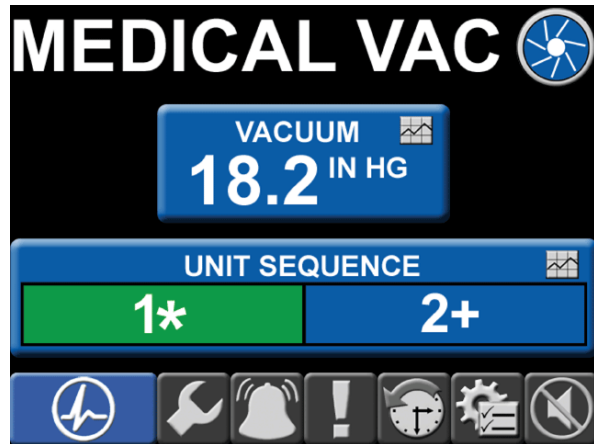 MEDICAL VAC
VACUUM
18.2 IN HG
UNIT SEQUENCE
1* 2+